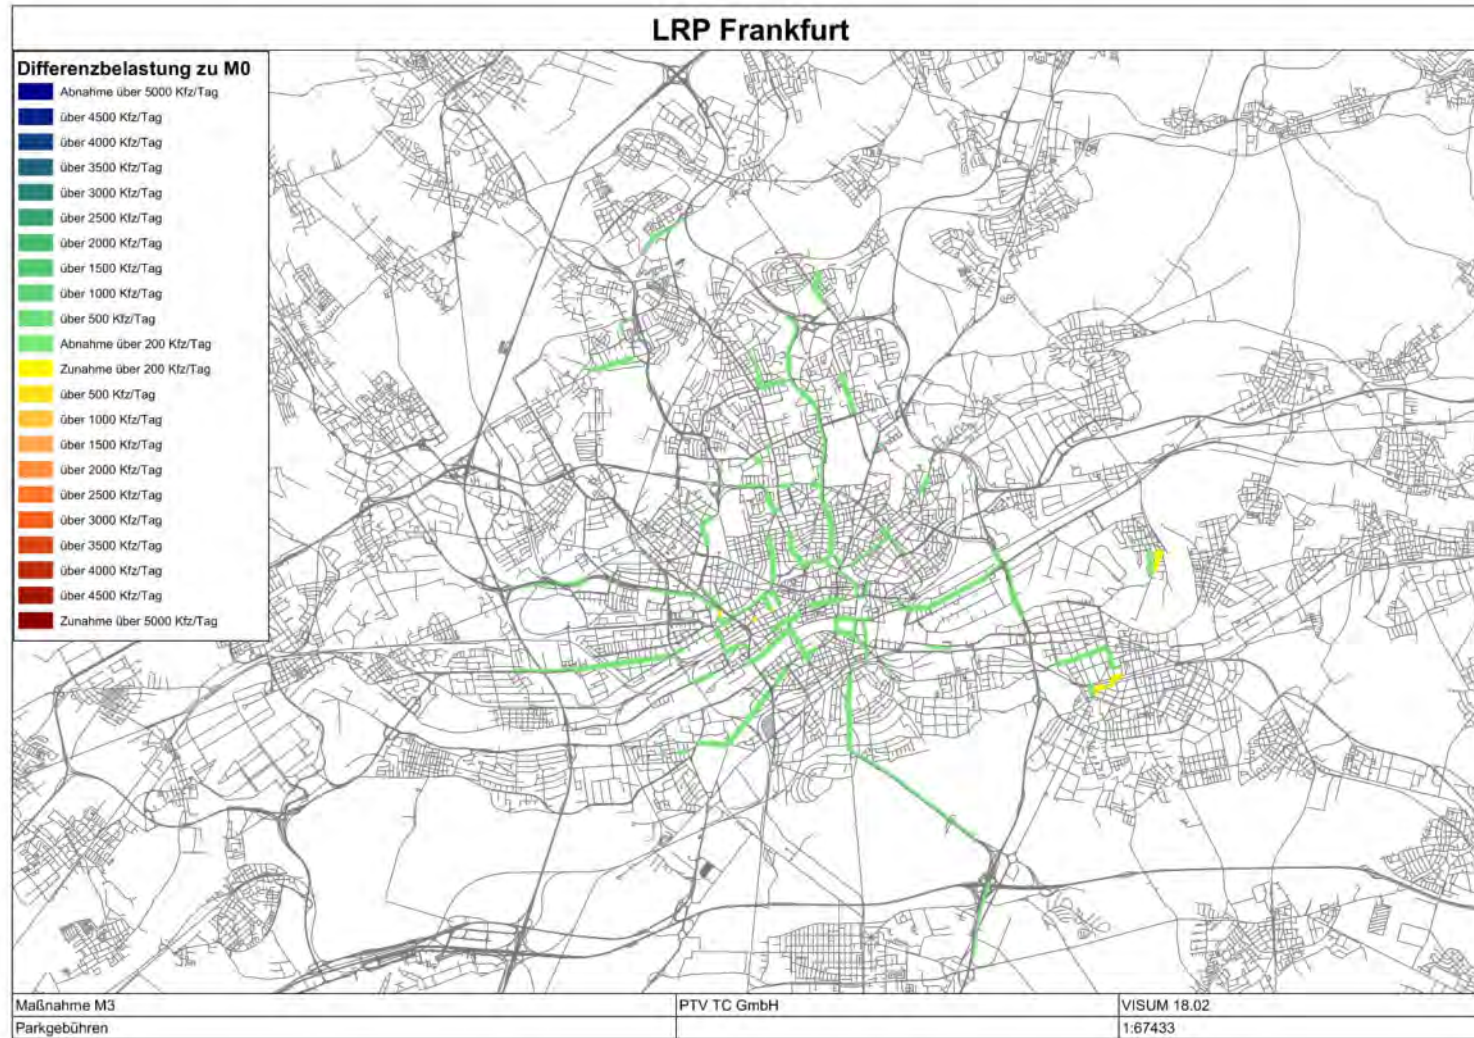 LRP Frankfurt
Differenzbelastung zu M0
Abnahme über 5000 Kfz/Tag
über 4500 Kfz/Tag
über 4000 Kfz/Tag
über 3500 Kfz/Tag
über 3000 Kfz/Tag
über 2500 Kfz/Tag
über 2000 Kfz/Tag
über 1500 Kfz/Tag
über 1000 Kfz/Tag
über 500 Kfz/Tag
Abnahme über 200 Kfz/Tag
Zunahme über 200 Kfz/Tag
über 500 Kfz/Tag
über 1000 Kfz/Tag
über 1500 Kfz/Tag
über 2000 Kfz/Tag
über 2500 Kfz/Tag
über 3000 Kfz/Tag
über 3500 Kfz/Tag
über 4000 Kfz/Tag
über 4500 Kfz/Tag
Zunahme über 5000 Kfz/Tag
Maßnahme M3
PTV TC GmbH
VISUM 18.02
Parkgebühren
1:67433